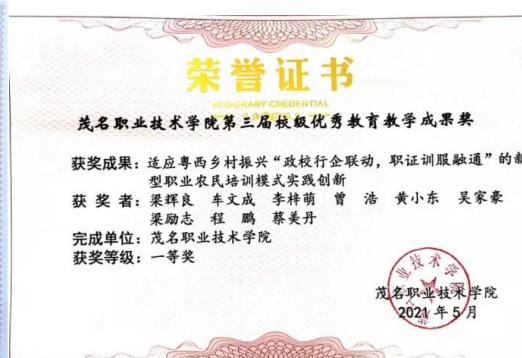 荣誉证书
HONORARY CREDENTIAL
茂名职业技术学院第三届校级优秀教育教学成果奖
获奖成果：适应粤西乡村振兴“政校行企联动，职证训服融通”的新
型职业农民培训模式实践创新
获 奖 者：梁辉良 车文成 李梓萌 曾 浩 黄小东 吴家豪
梁励志 程 鹏 蔡美丹
完成单位：茂名职业技术学院
获奖等级：一等奖
茂名职业技术学院
2021 年 5 月